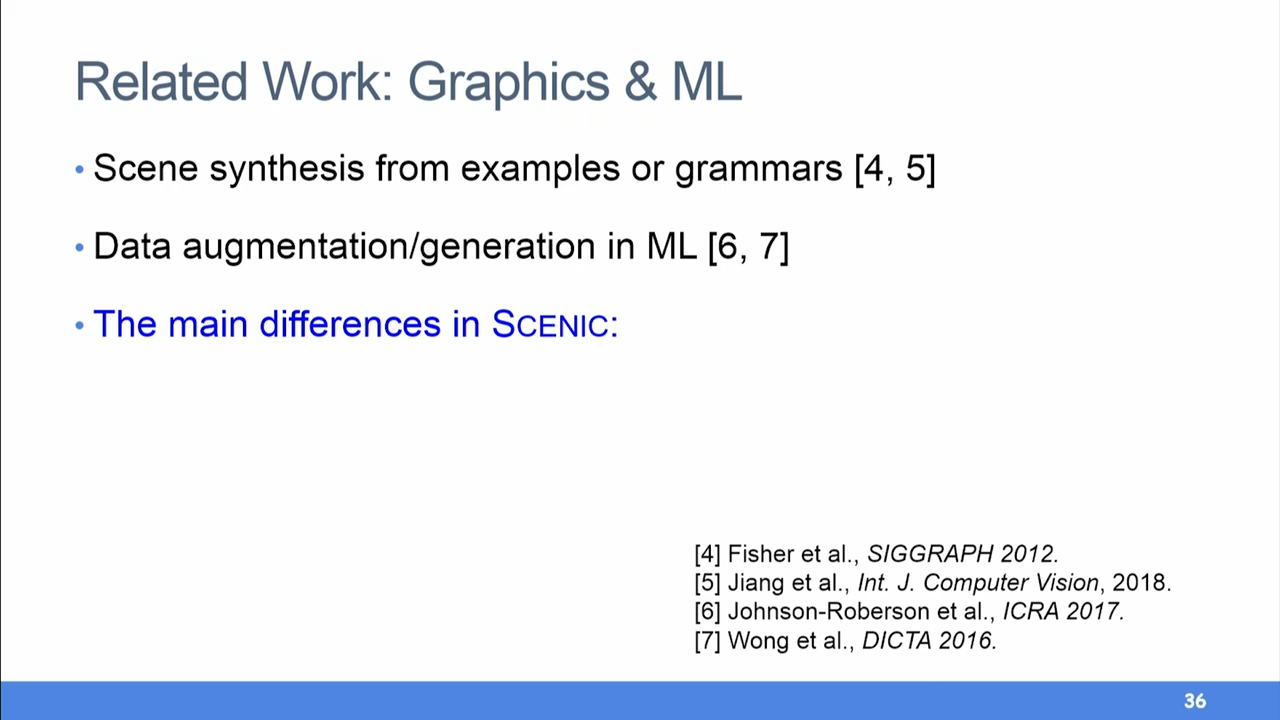 Related Work: Graphics & ML
• Scene synthesis from examples or grammars [4, 5]
• Data augmentation/generation in ML [6, 7]
• The main differences in SCENIC:
[4] Fisher et al., SIGGRAPH 2012.
[5] Jiang et al., Int. J. Computer Vision, 2018.
[6] Johnson-Roberson et al., ICRA 2017.
[7] Wong et al., DICTA 2016.
36